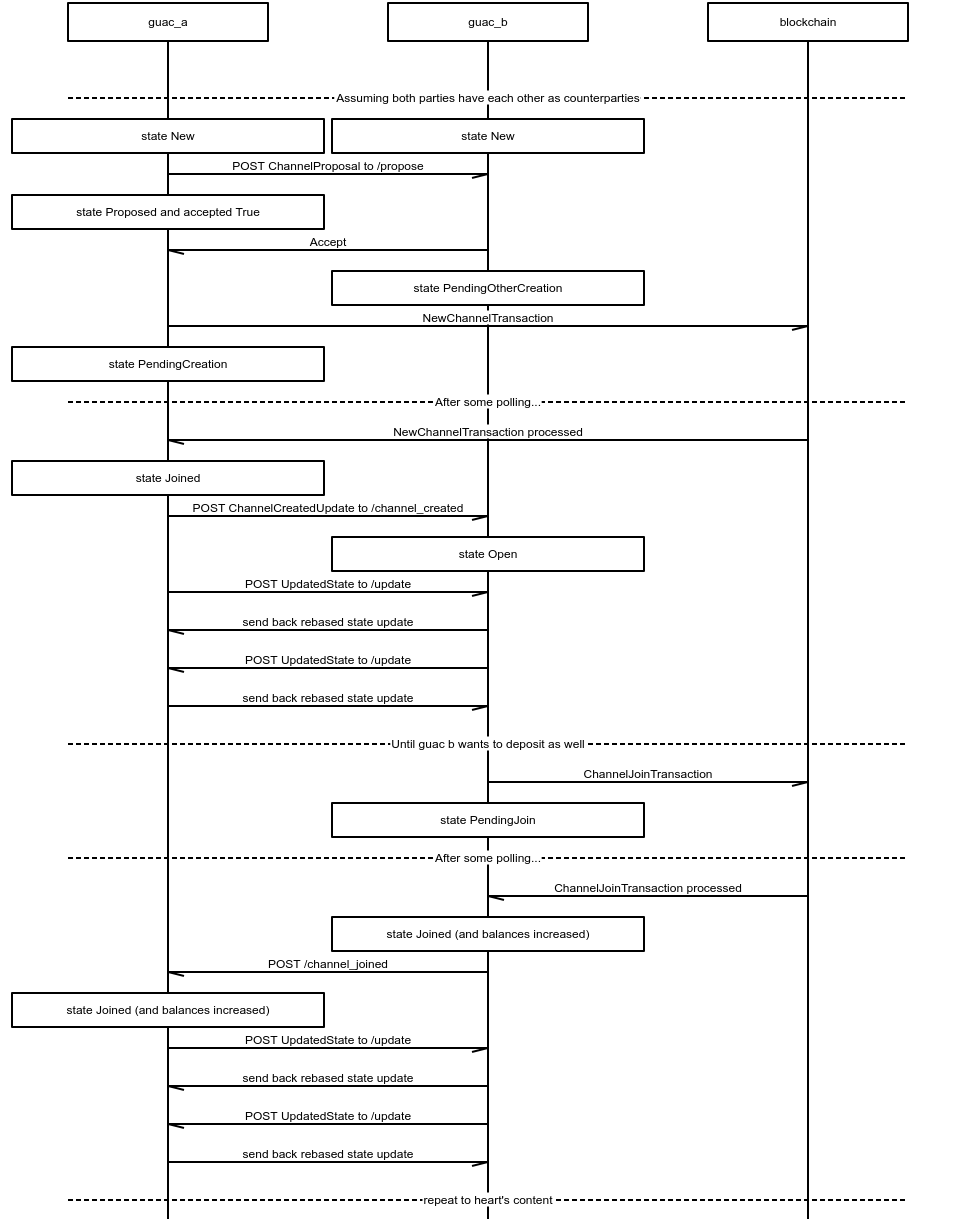 guac_a
guac_b
blockchain
Assuming both parties have each other as counterparties
state New
state New
POST ChannelProposal to /propose
state Proposed and accepted True
Accept
state PendingOtherCreation
NewChannelTransaction
state PendingCreation
After some polling...
NewChannelTransaction processed
state Joined
POST ChannelCreatedUpdate to /channel_created
state Open
POST UpdatedState to /update
send back rebased state update
POST UpdatedState to /update
send back rebased state update
Until guac b wants to deposit as well
ChannelJoinTransaction
state PendingJoin
After some polling...
ChannelJoinTransaction processed
state Joined (and balances increased)
POST /channel_joined
state Joined (and balances increased)
POST UpdatedState to /update
send back rebased state update
POST UpdatedState to /update
send back rebased state update
repeat to heart's content